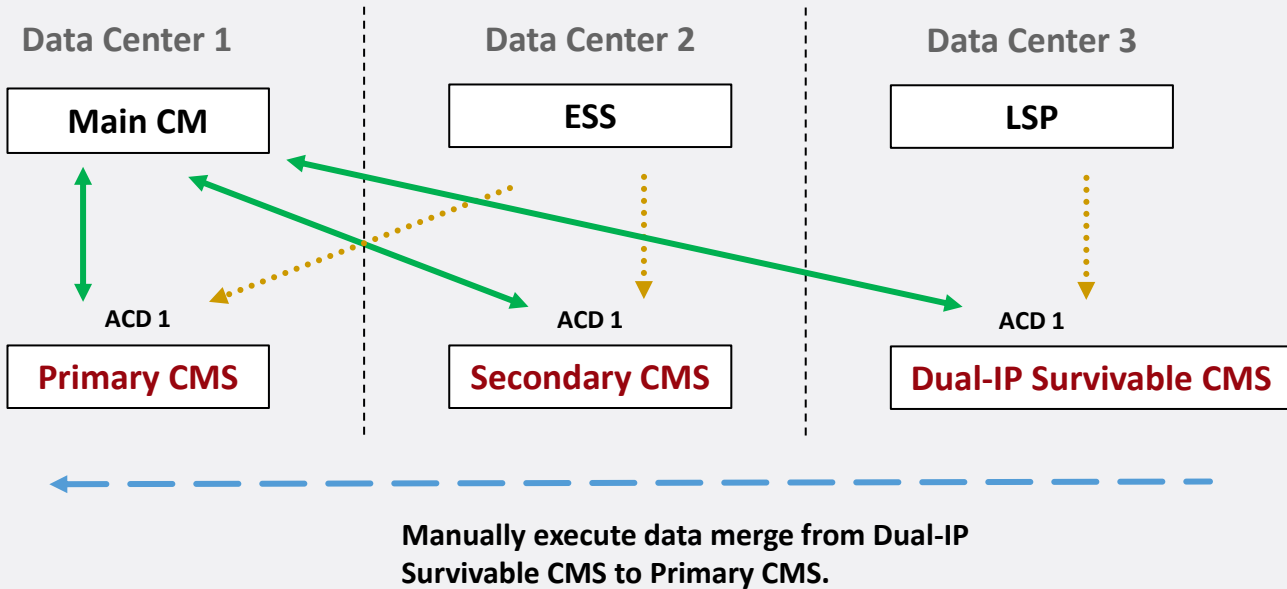 Data Center 1
Data Center 2
Data Center 3
Main CM
ESS
LSP
ACD 1
ACD 1
ACD 1
Primary CMS
Secondary CMS
Dual-IP Survivable CMS
Manually execute data merge from Dual-IP
Survivable CMS to Primary CMS.